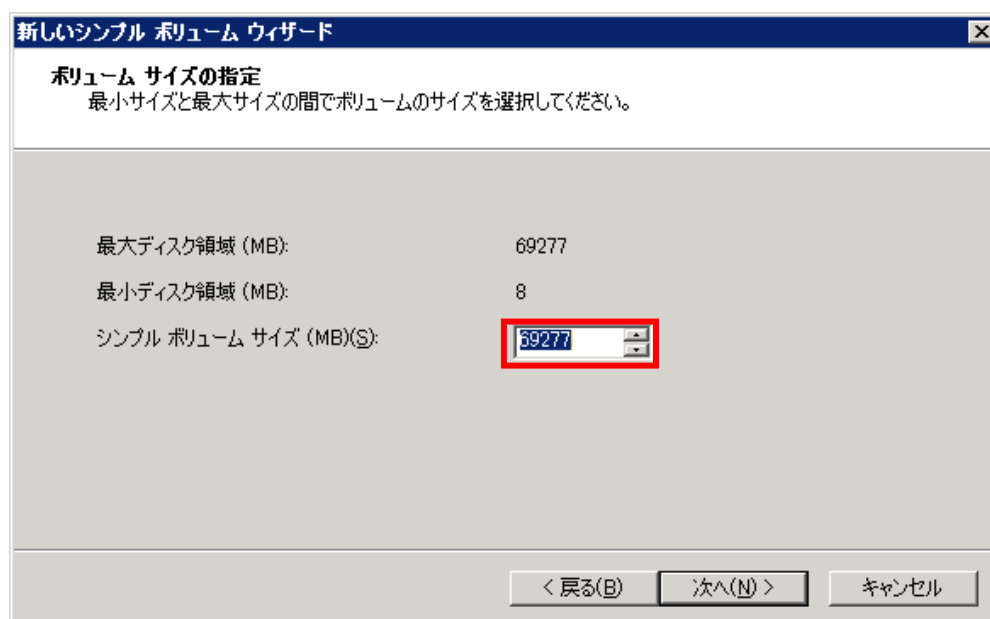 新しいシンプル ボリューム ウィザード
ボリューム サイズの指定
最小サイズと最大サイズの間でボリュームのサイズを選択してください。
最大ディスク領域 (MB): 69277
最小ディスク領域 (MB): 8
シンプル ボリューム サイズ (MB)(S): 69277
< 戻る(B) 次へ(N) > キャンセル